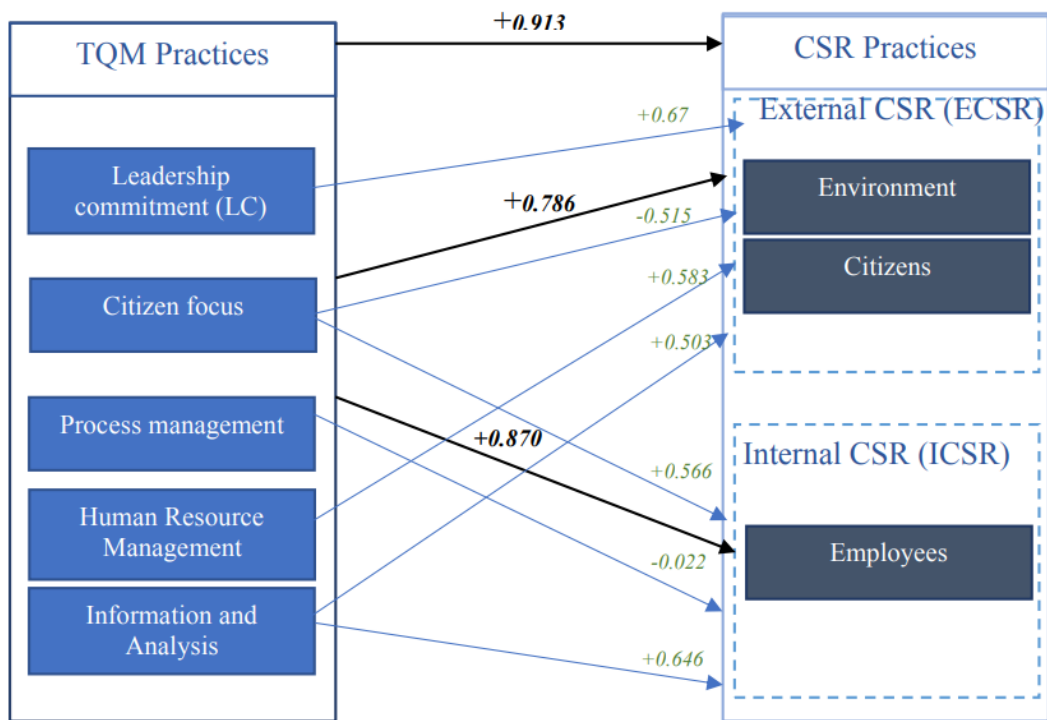 +0.913
TQM Practices
CSR Practices
External CSR (ECSR)
+0.67
Leadership
commitment (LC)
Environment
+0.786
-0.515
Citizens
+0.583
Citizen focus
+0.503
Process management
+0.870
Internal CSR (ICSR)
+0.566
Human Resource
Management
Employees
-0.022
Information and
Analysis
+0.646